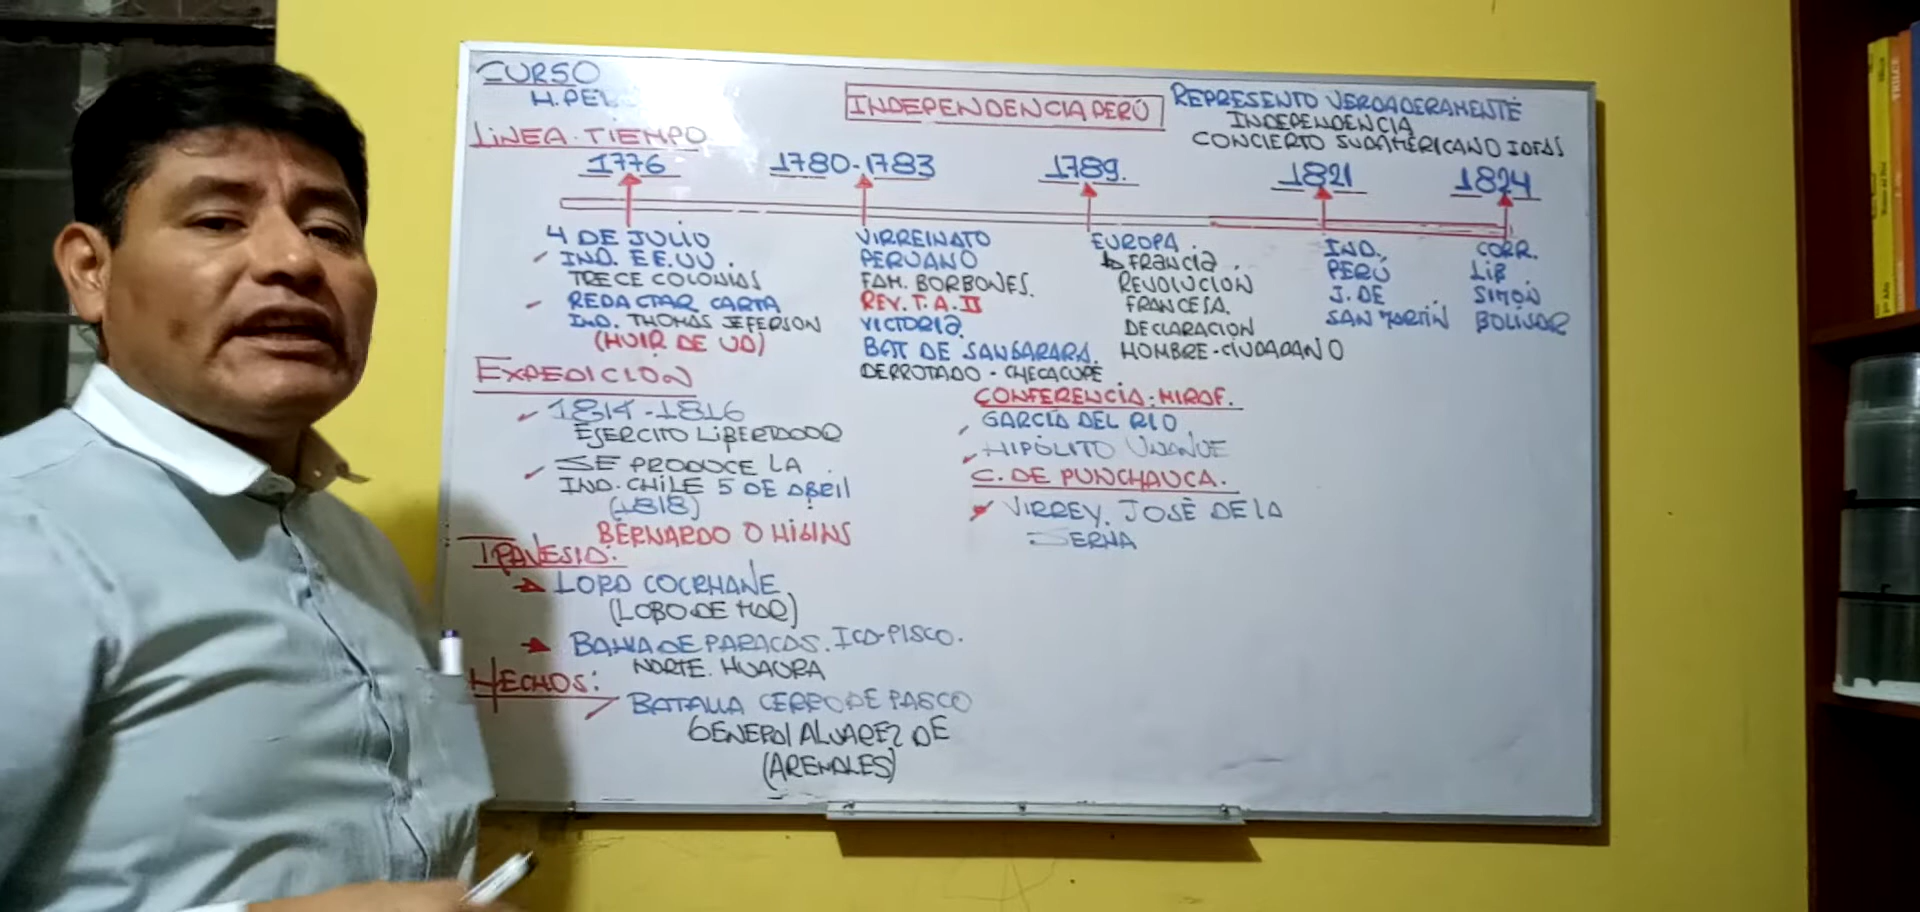 CURSO
H. PE
INDEPENDENCIA PERÚ
REPRESENTO VERDADERAMENTE
INDEPENDENCIA
CONCIERTO SUDAMERICANO
LINEA. TIEMPO
1776
1780-1783
1789.
1821
1824
4 DE JULIO
IND. EE.UU.
TRECE COLONIAS
REDACTAR CARTA
IND. THOMAS JEFERSON
VIRREINATO
PERUANO
FAM. BORBONES.
REV. T. A. II
VICTORIA.
BAT DE SANGARARA.
DERROTADO - CHECACUPE
EUROPA.
FRANCIA.
REVOLUCION
FRANCESA.
DECLARACION
HOMBRE-CIUDADANO
IND.
PERÚ
J. DE
SAN MARTÍN
CORR.
LIB.
SIMÓN
BOLIVAR
EXPEDICION
1814-1816
EJERCITO LIBERTADOR
SE PRODUCE LA
IND. CHILE 5 DE ABRIL
(1818)
BERNARDO O HIGINS
TRAVESIA:
LORD COCRHANE
(LOBO DE MAR)
BAHIA DE PARACAS. ICA-PISCO.
NORTE. HUAURA
HECHOS:
BATALLA CERRO DE PASCO
GENERAL ALVAREZ DE
(ARENALES)
CONFERENCIA: MIRAF.
GARCÍA DEL RIO
HIPÓLITO UNANUE
C. DE PUNCHAUCA.
VIRREY. JOSÉ DE LA
SERNA
TRILCE